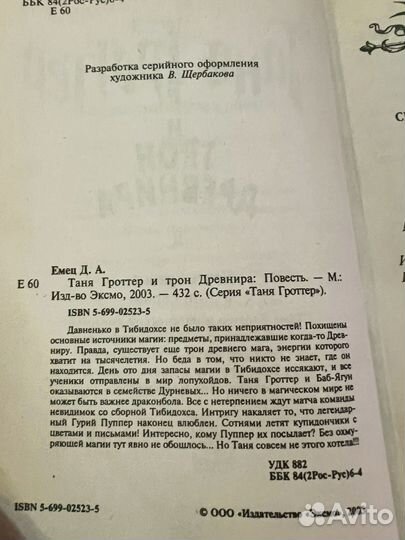 ББК 84(2Рос-Рус)6-4
Е 60
Разработка серийного оформления
художника В. Щербакова
ТРОН
ДРЕВНИРА
Емец Д. А.
Е 60
Таня Гроттер и трон Древнира: Повесть. — М.:
Изд-во Эксмо, 2003. — 432 с. (Серия «Таня Гроттер»).
ISBN 5-699-02523-5
Давненько в Тибидохсе не было таких неприятностей! Похищены
основные источники магии: предметы, принадлежавшие когда-то Древ-
ниру. Правда, существует еще трон древнего мага, энергии которого
хватит на тысячелетия. Но беда в том, что никто не знает, где он
находится. День ото дня запасы магии в Тибидохсе иссякают, и все
ученики отправлены в мир лопухоидов. Таня Гроттер и Баб-Ягун
оказываются в семействе Дурневых... Но ничего в магическом мире не
может быть важнее драконбола. Все с нетерпением ждут матча команды
невидимок со сборной Тибидохса. Интригу накаляет то, что легендар-
ный Гурий Пуппер наконец влюблен. Сотнями летят купидончики с
цветами и письмами! Интересно, кому Пуппер их посылает? Без охму-
ряющей магии тут явно не обошлось... Но Таня совсем не этого хотела!!!
УДК 882
ББК 84(2Рос-Рус)6-4
ISBN 5-699-02523-5
© ООО «Издательство «Эксмо», 2003
Avito